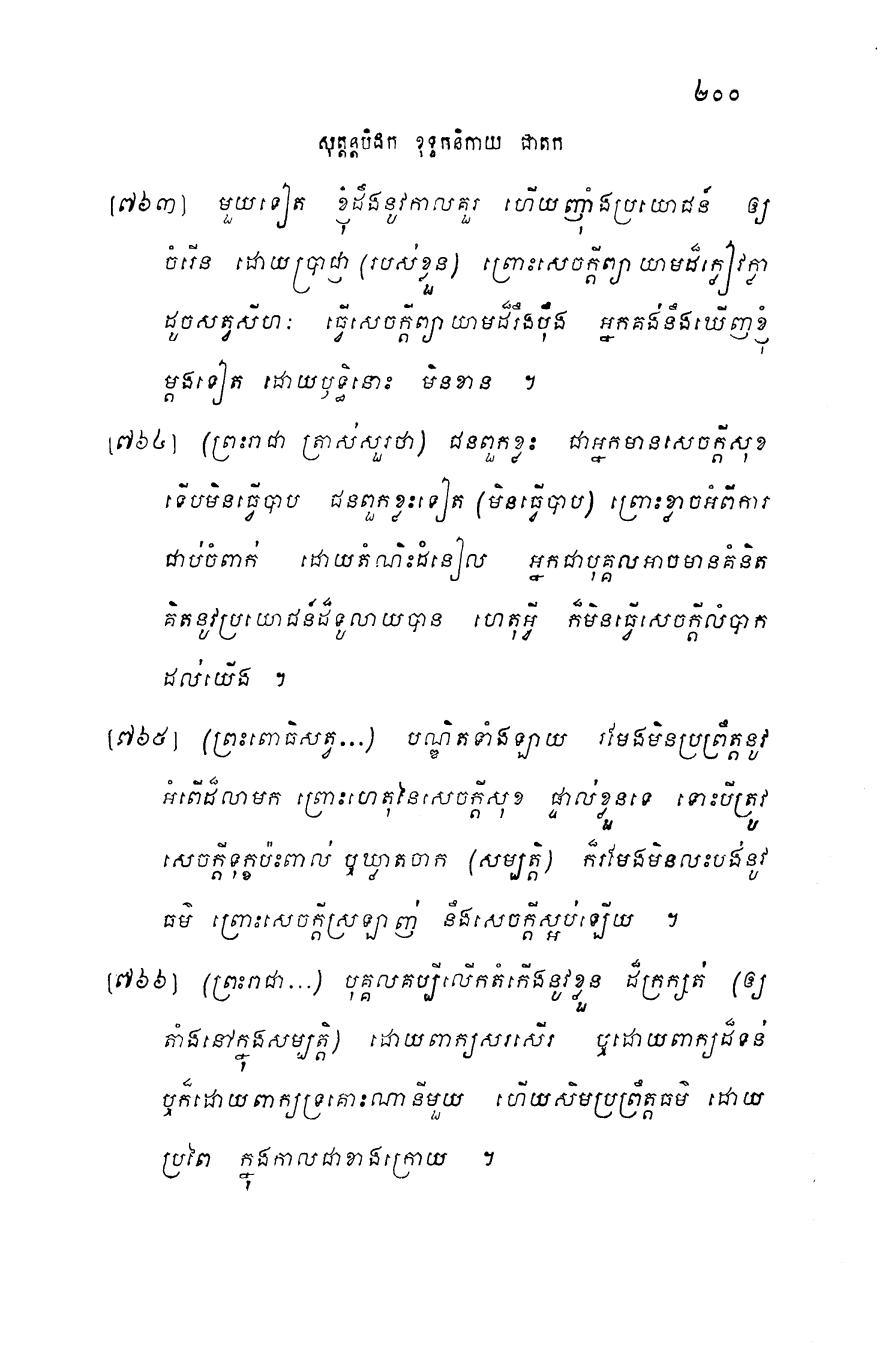 ២០០
សុត្តន្តបិដក ខុទ្ទកនិកាយ ជាតក
[៧៦៣] មួយទៀត ខ្ញុំដឹងនូវកាលគួរ ហើយញ៉ាំងប្រយោជន៍ ឲ្យ
ចំរើន ដោយប្រាជ្ញា (របស់ខ្លួន) ព្រោះសេចក្តីព្យាយាមដ៏ក្លៀវក្លា
ដូចសត្វសីហៈ ធ្វើសេចក្តីព្យាយាមដ៏រឹងប៉ឹង អ្នកគង់នឹងឃើញខ្ញុំ
ម្តងទៀត ដោយឫទ្ធិនោះ មិនខាន ។
[៧៦៤] (ព្រះរាជា ត្រាស់សួរថា) ជនពួកខ្លះ ជាអ្នកមានសេចក្តីសុខ
ទើបមិនធ្វើបាប ជនពួកខ្លះទៀត (មិនធ្វើបាប) ព្រោះខ្លាចអំពីការ
ជាប់ចំពាក់ ដោយតំណិះដំនៀល អ្នកជាបុគ្គលអាចមានគំនិត
គិតនូវប្រយោជន៍ដ៏ទូលាយបាន ហេតុអ្វី ក៏មិនធ្វើសេចក្តីលំបាក
ដល់យើង ។
[៧៦៥] (ព្រះពោធិសត្វ...) បណ្ឌិតទាំងឡាយ រមែងមិនប្រព្រឹត្តនូវ
អំពើដ៏លាមក ព្រោះហេតុនៃសេចក្តីសុខ ផ្ទាល់ខ្លួនទេ ទោះបីត្រូវ
សេចក្តីទុក្ខប៉ះពាល់ ឬឃ្លាតចាក (សម្បត្តិ) ក៏រមែងមិនលះបង់នូវ
ធម៌ ព្រោះសេចក្តីស្រឡាញ់ នឹងសេចក្តីស្អប់ឡើយ ។
[៧៦៦] (ព្រះរាជា...) បុគ្គលគប្បីលើកតំកើងនូវខ្លួន ដ៏ក្រក្សត់ (ឲ្យ
តាំងនៅក្នុងសម្បត្តិ) ដោយពាក្យសរសើរ ឬដោយពាក្យដ៏ទន់
ឬក៏ដោយពាក្យទ្រគោះណានីមួយ ហើយសិមប្រព្រឹត្តធម៌ ដោយ
ប្រពៃ ក្នុងកាលជាខាងក្រោយ ។